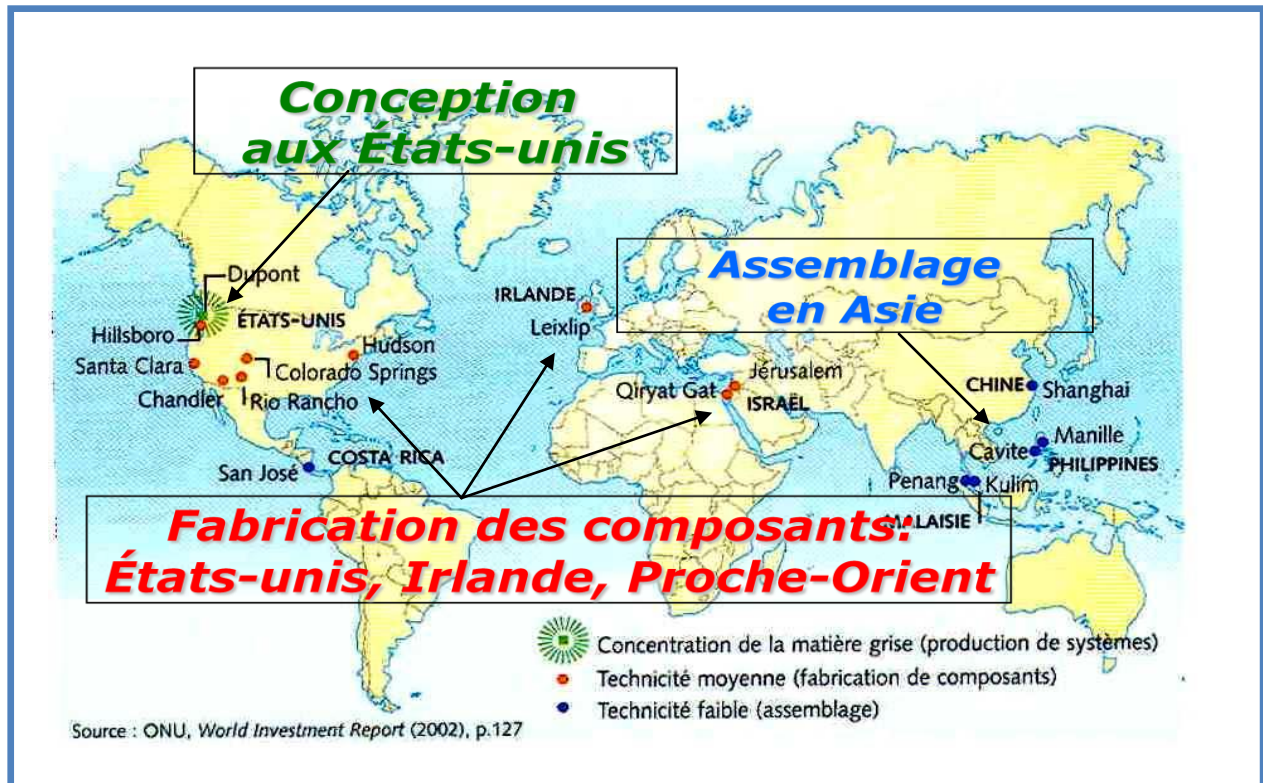 Conception
aux États-unis
Dupont
Hillsboro
ÉTATS-UNIS
Santa Clara
Hudson
Colorado Springs
Chandler
Rio Rancho
COSTA RICA
San José
IRLANDE
Leixlip
Assemblage
en Asie
Qiryat Gat
Jérusalem
ISRAËL
CHINE
Shanghai
Manille
Cavite
PHILIPPINES
Penang
Kulim
MALAISIE
Fabrication des composants:
États-unis, Irlande, Proche-Orient
Concentration de la matière grise (production de systèmes)
Technicité moyenne (fabrication de composants)
Technicité faible (assemblage)
Source : ONU, World Investment Report (2002), p.127